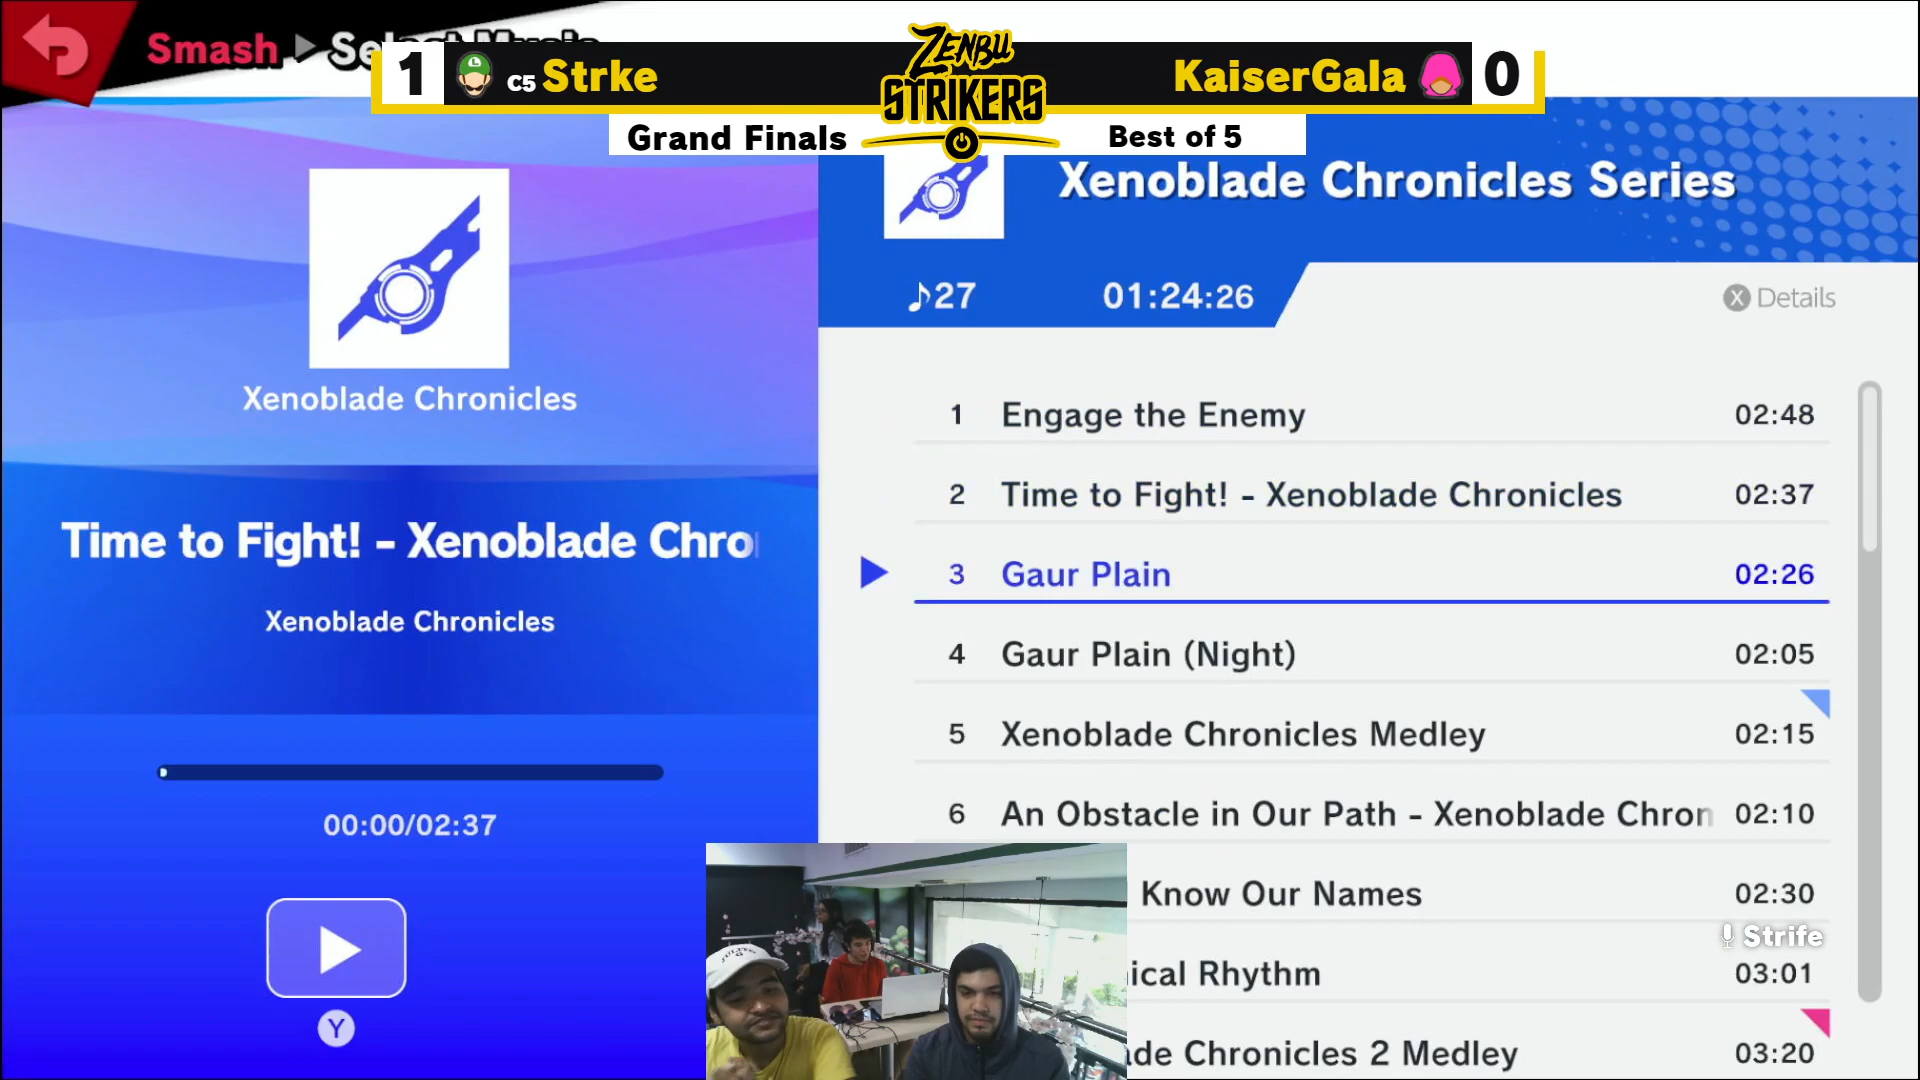 Smash ▶ Select Music
1 C5 Strke
ZENBU
STRIKERS
KaiserGala 0
Grand Finals
Best of 5
Xenoblade Chronicles Series
♪27 01:24:26
X Details
Xenoblade Chronicles
Time to Fight! – Xenoblade Chro
Xenoblade Chronicles
00:00/02:37
Y
1 Engage the Enemy 02:48
2 Time to Fight! – Xenoblade Chronicles 02:37
3 Gaur Plain 02:26
4 Gaur Plain (Night) 02:05
5 Xenoblade Chronicles Medley 02:15
6 An Obstacle in Our Path – Xenoblade Chron 02:10
Know Our Names 02:30
Strife
ical Rhythm 03:01
de Chronicles 2 Medley 03:20